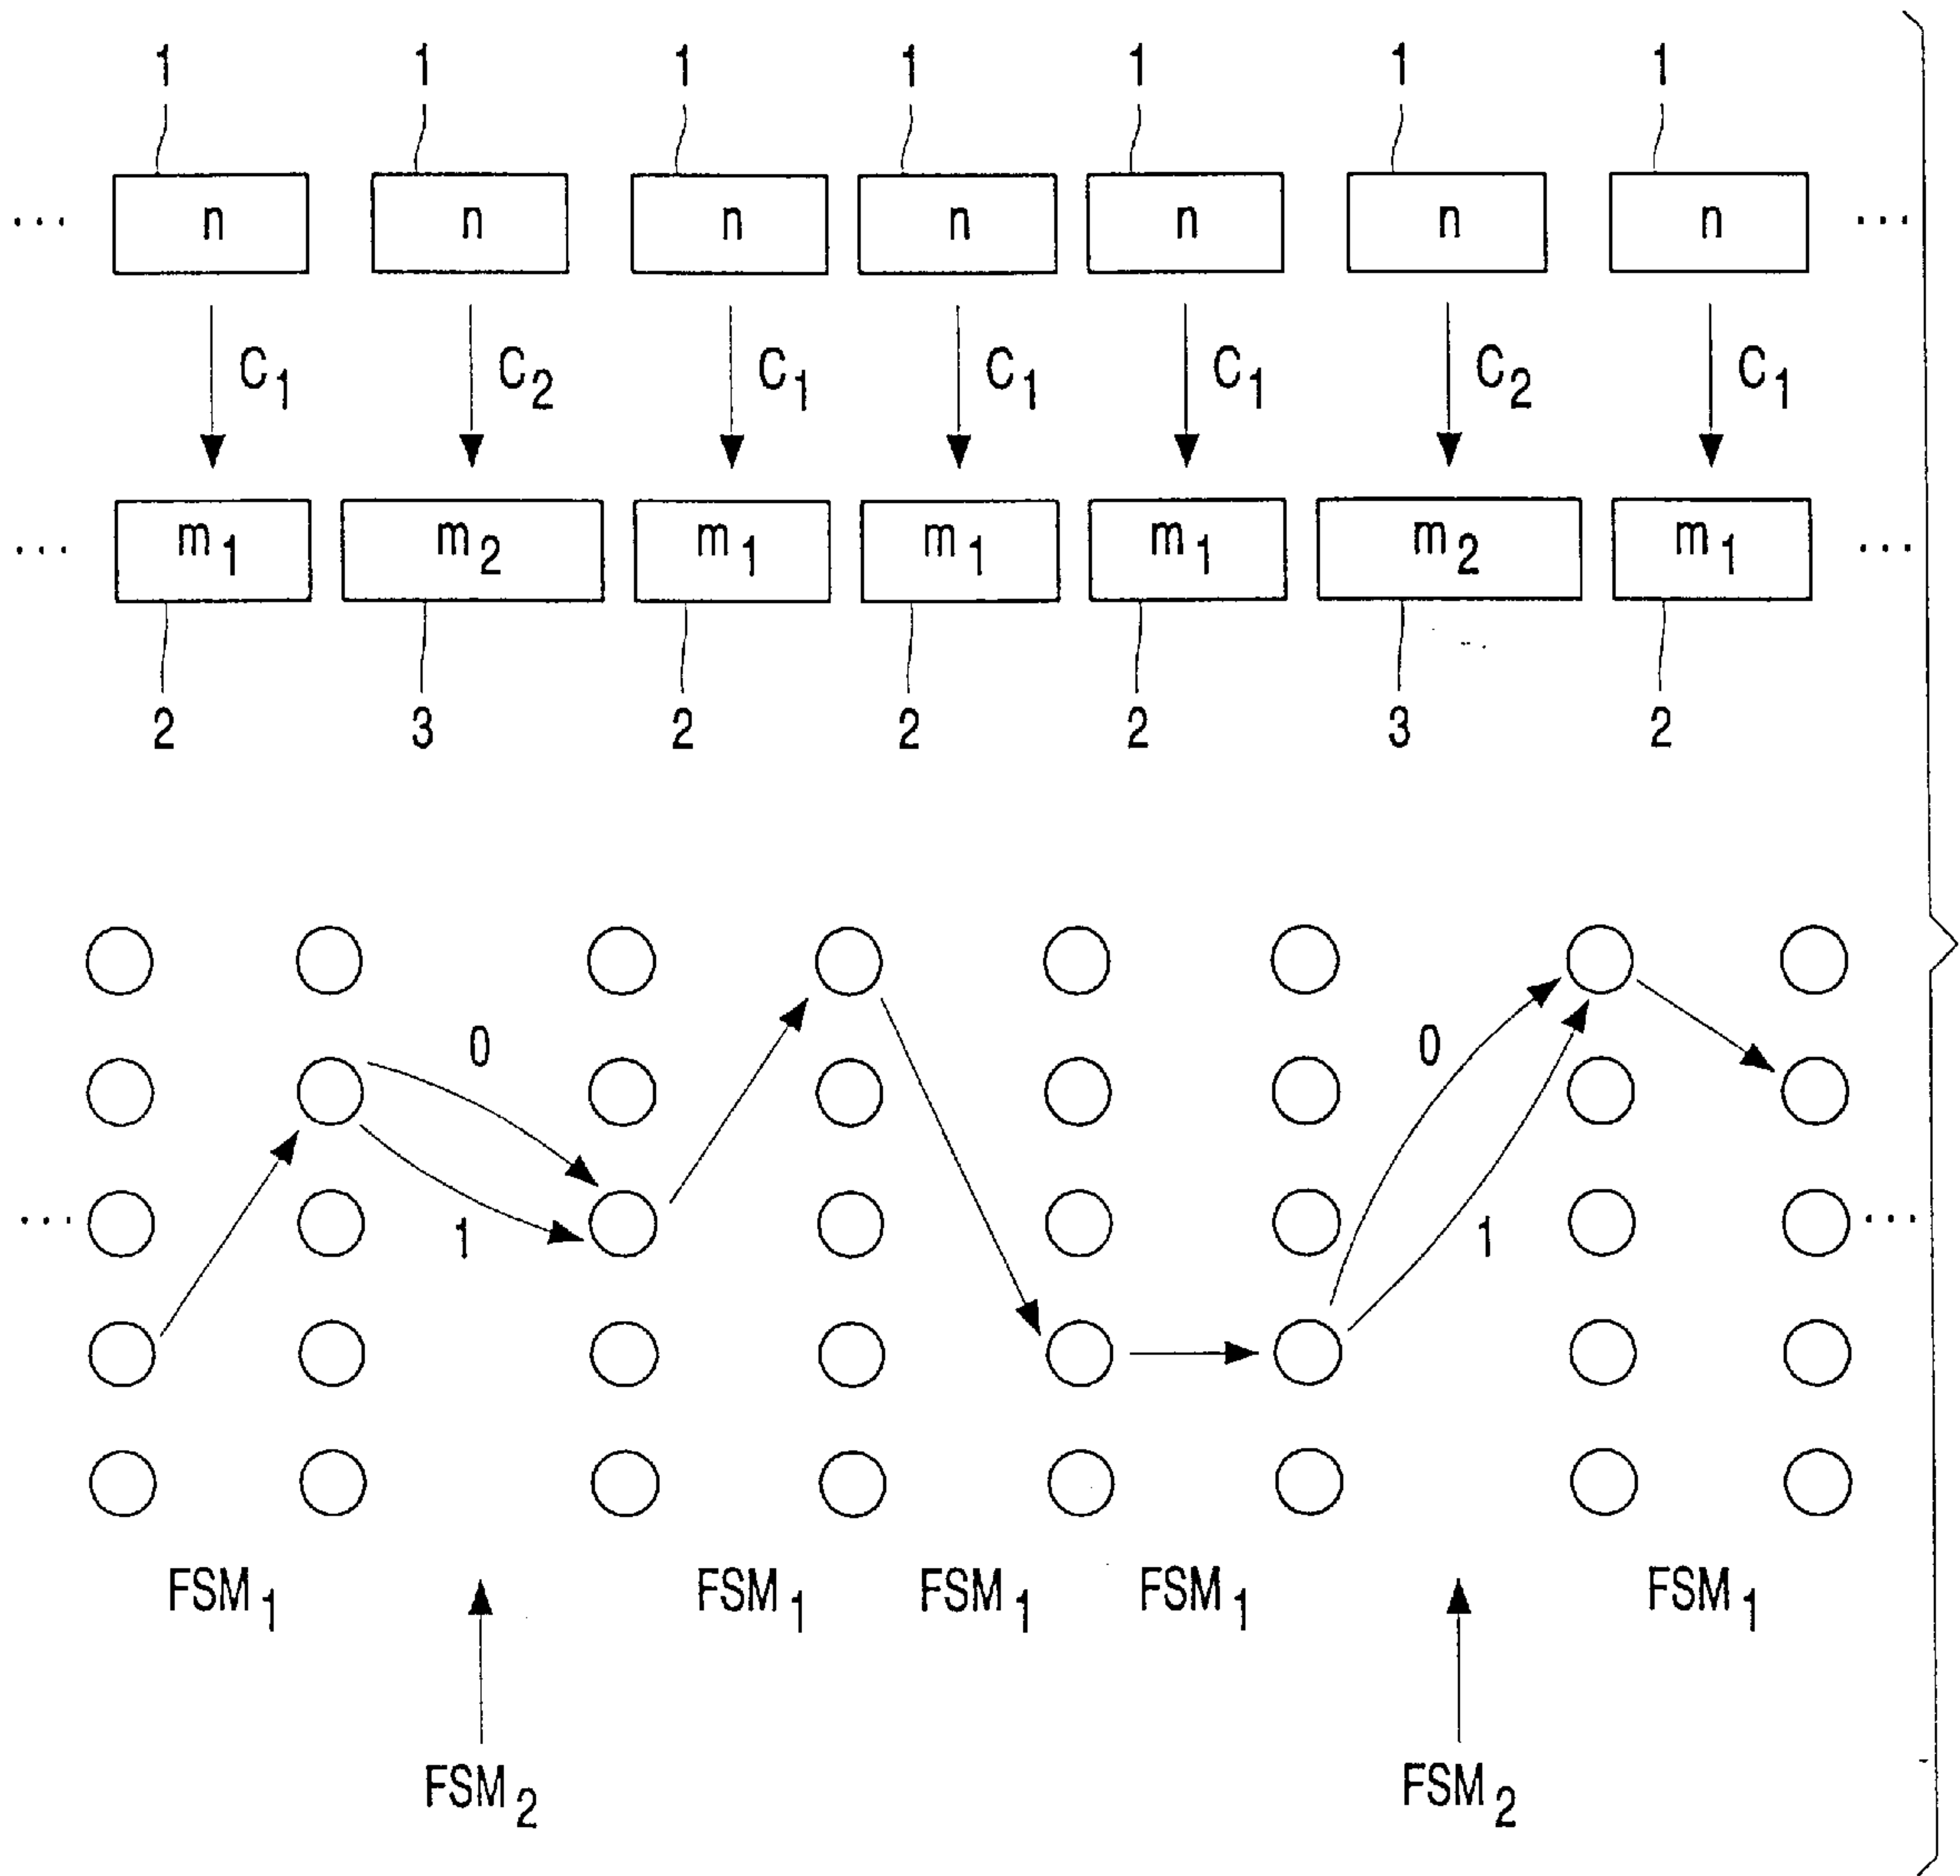 1 1 1 1 1 1 1
... n n n n n n n ...
C1 C2 C1 C1 C1 C2 C1
... m1 m2 m1 m1 m1 m2 m1 ...
2 3 2 2 2 3 2
0 0
... 1 1 ...
FSM1 FSM1 FSM1 FSM1 FSM1
FSM2 FSM2